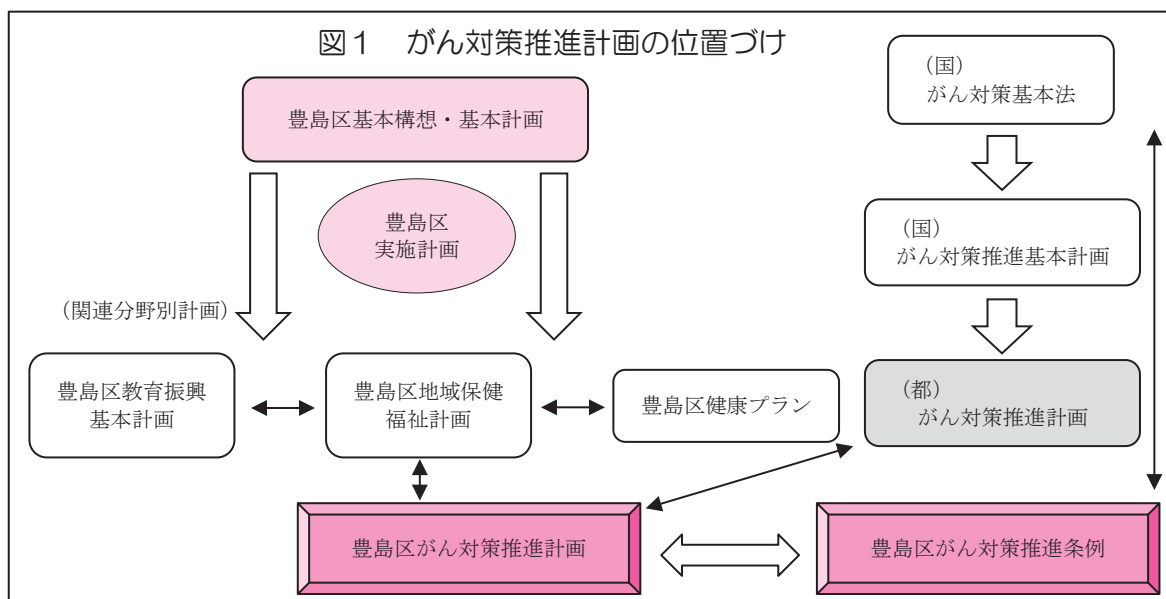 図1 がん対策推進計画の位置づけ
豊島区基本構想・基本計画
豊島区
実施計画
(関連分野別計画)
豊島区教育振興
基本計画
豊島区地域保健
福祉計画
豊島区健康プラン
(国)
がん対策基本法
(国)
がん対策推進基本計画
(都)
がん対策推進計画
豊島区がん対策推進計画
豊島区がん対策推進条例